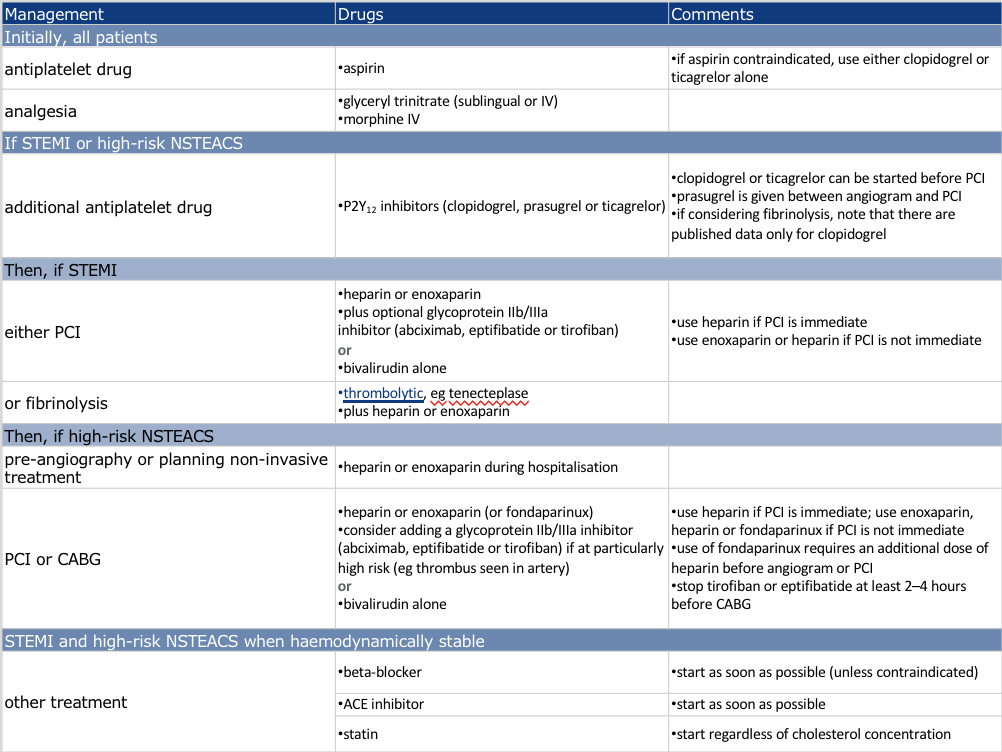 Management Drugs Comments
Initially, all patients
antiplatelet drug
•aspirin
•if aspirin contraindicated, use either clopidogrel or
ticagrelor alone
analgesia
•glyceryl trinitrate (sublingual or IV)
•morphine IV
If STEMI or high-risk NSTEACS
additional antiplatelet drug
•P2Y₁₂ inhibitors (clopidogrel, prasugrel or ticagrelor)
•clopidogrel or ticagrelor can be started before PCI
•prasugrel is given between angiogram and PCI
•if considering fibrinolysis, note that there are
published data only for clopidogrel
Then, if STEMI
either PCI
•heparin or enoxaparin
•plus optional glycoprotein IIb/IIIa
inhibitor (abciximab, eptifibatide or tirofiban)
or
•bivalirudin alone
•use heparin if PCI is immediate
•use enoxaparin or heparin if PCI is not immediate
or fibrinolysis
•thrombolytic, eg tenecteplase
•plus heparin or enoxaparin
Then, if high-risk NSTEACS
pre-angiography or planning non-invasive
treatment
•heparin or enoxaparin during hospitalisation
PCI or CABG
•heparin or enoxaparin (or fondaparinux)
•consider adding a glycoprotein IIb/IIIa inhibitor
(abciximab, eptifibatide or tirofiban) if at particularly
high risk (eg thrombus seen in artery)
or
•bivalirudin alone
•use heparin if PCI is immediate; use enoxaparin,
heparin or fondaparinux if PCI is not immediate
•use of fondaparinux requires an additional dose of
heparin before angiogram or PCI
•stop tirofiban or eptifibatide at least 2–4 hours
before CABG
STEMI and high-risk NSTEACS when haemodynamically stable
other treatment
•beta-blocker
•start as soon as possible (unless contraindicated)
•ACE inhibitor
•start as soon as possible
•statin
•start regardless of cholesterol concentration